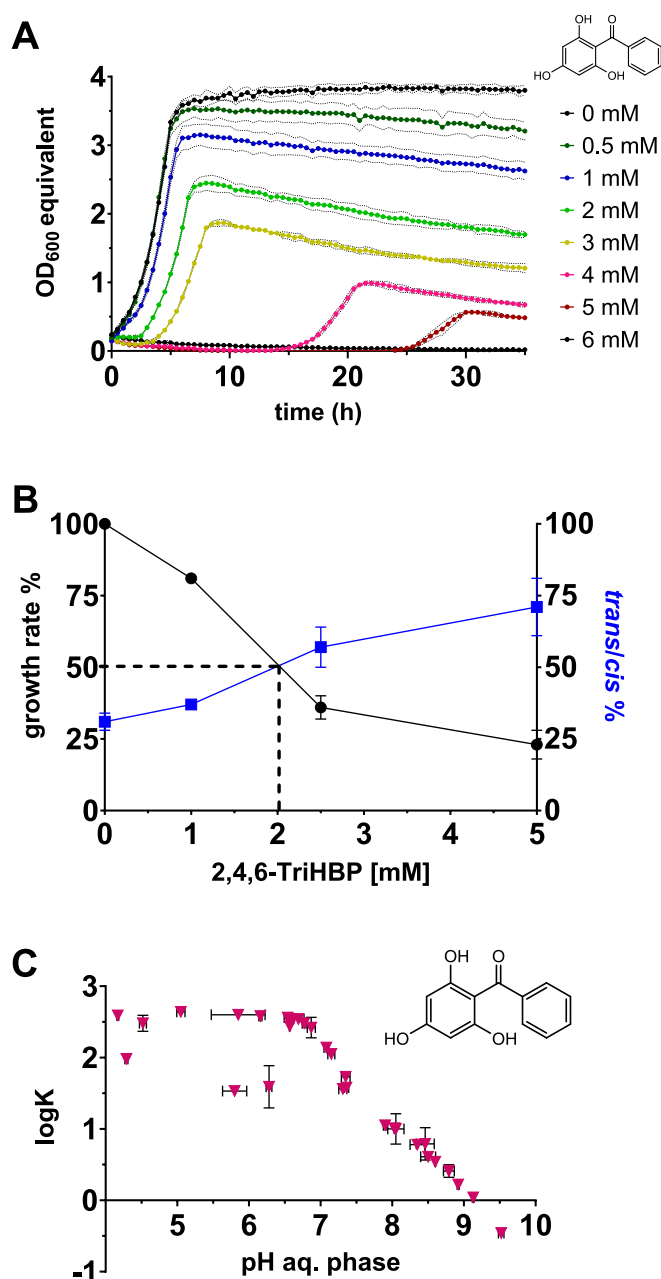 A
OH
O
HO
OH
4
3
2
1
0
OD600 equivalent
0
10
20
30
time (h)
0 mM
0.5 mM
1 mM
2 mM
3 mM
4 mM
5 mM
6 mM
B
100
75
50
25
0
growth rate %
100
75
50
25
0
trans/cis %
0
1
2
3
4
5
2,4,6-TriHBP [mM]
C
OH
O
HO
OH
3
2
1
0
-1
logK
5
6
7
8
9
10
pH aq. phase